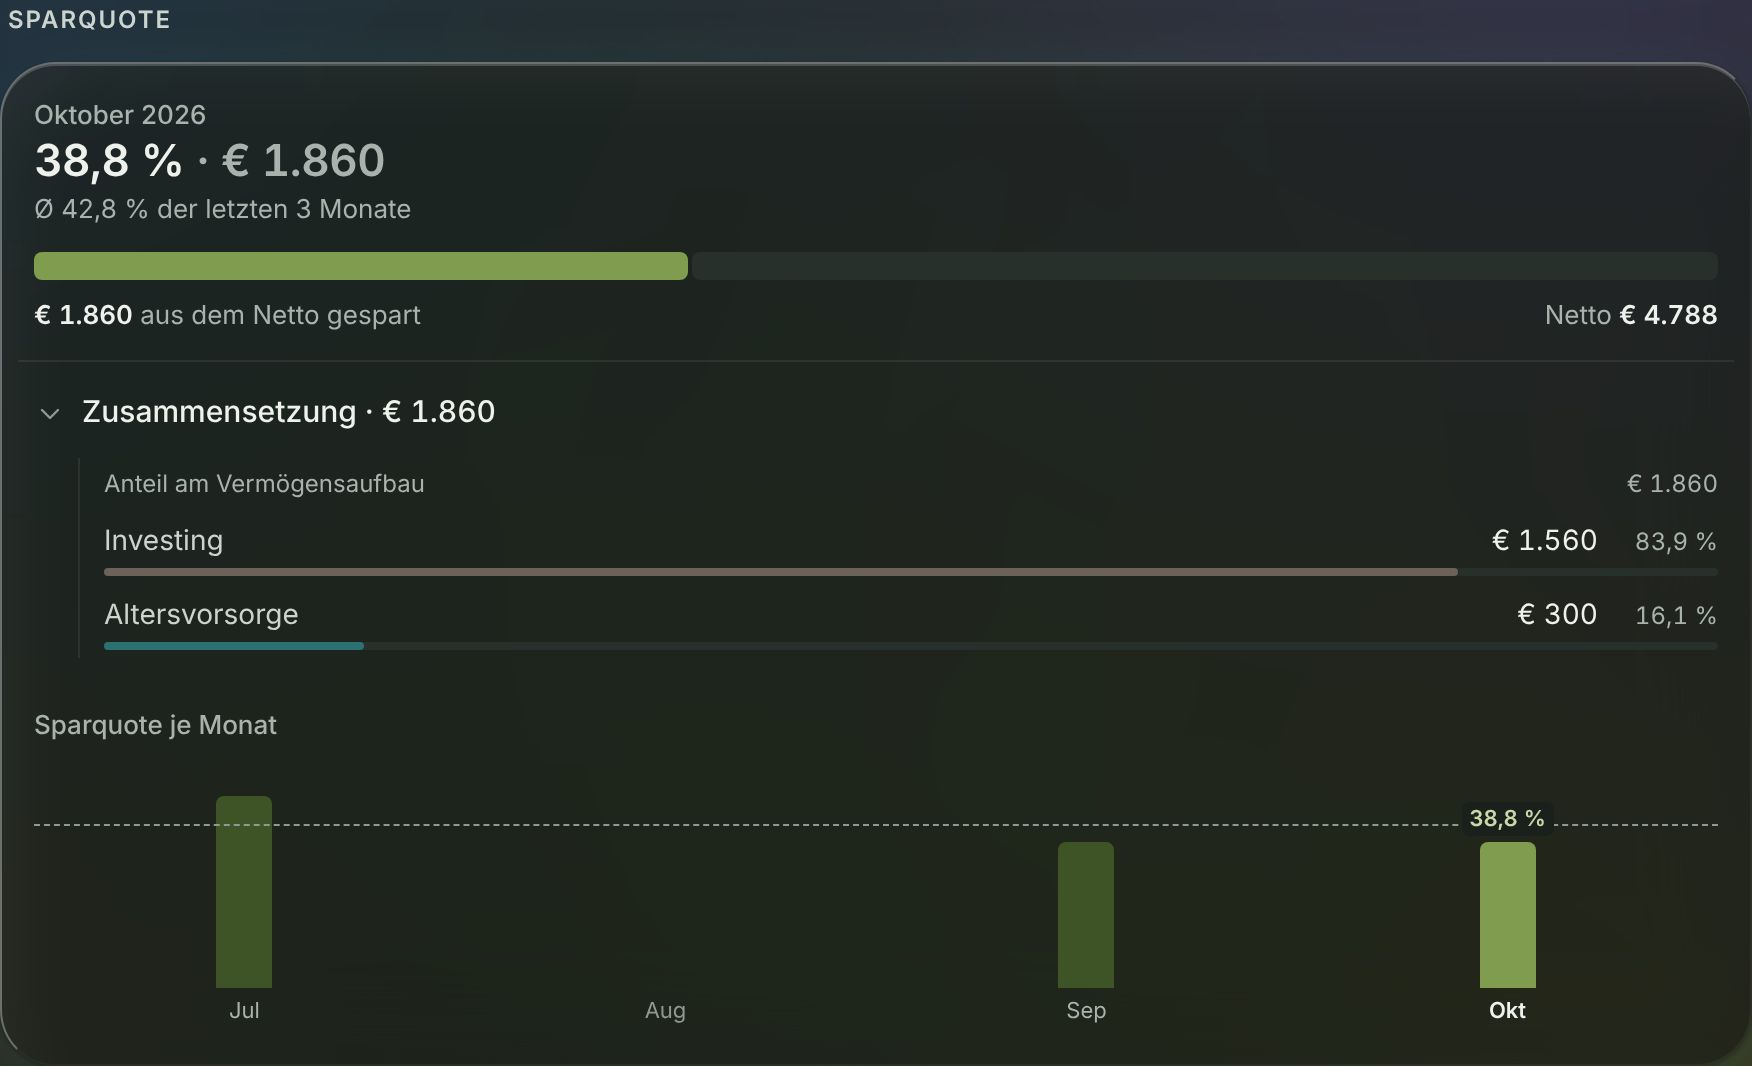 SPARQUOTE
Oktober 2026
38,8 % · € 1.860
Ø 42,8 % der letzten 3 Monate
€ 1.860 aus dem Netto gespart Netto € 4.788
Zusammensetzung · € 1.860
Anteil am Vermögensaufbau € 1.860
Investing € 1.560 83,9 %
Altersvorsorge € 300 16,1 %
Sparquote je Monat
38,8 %
Jul Aug Sep Okt